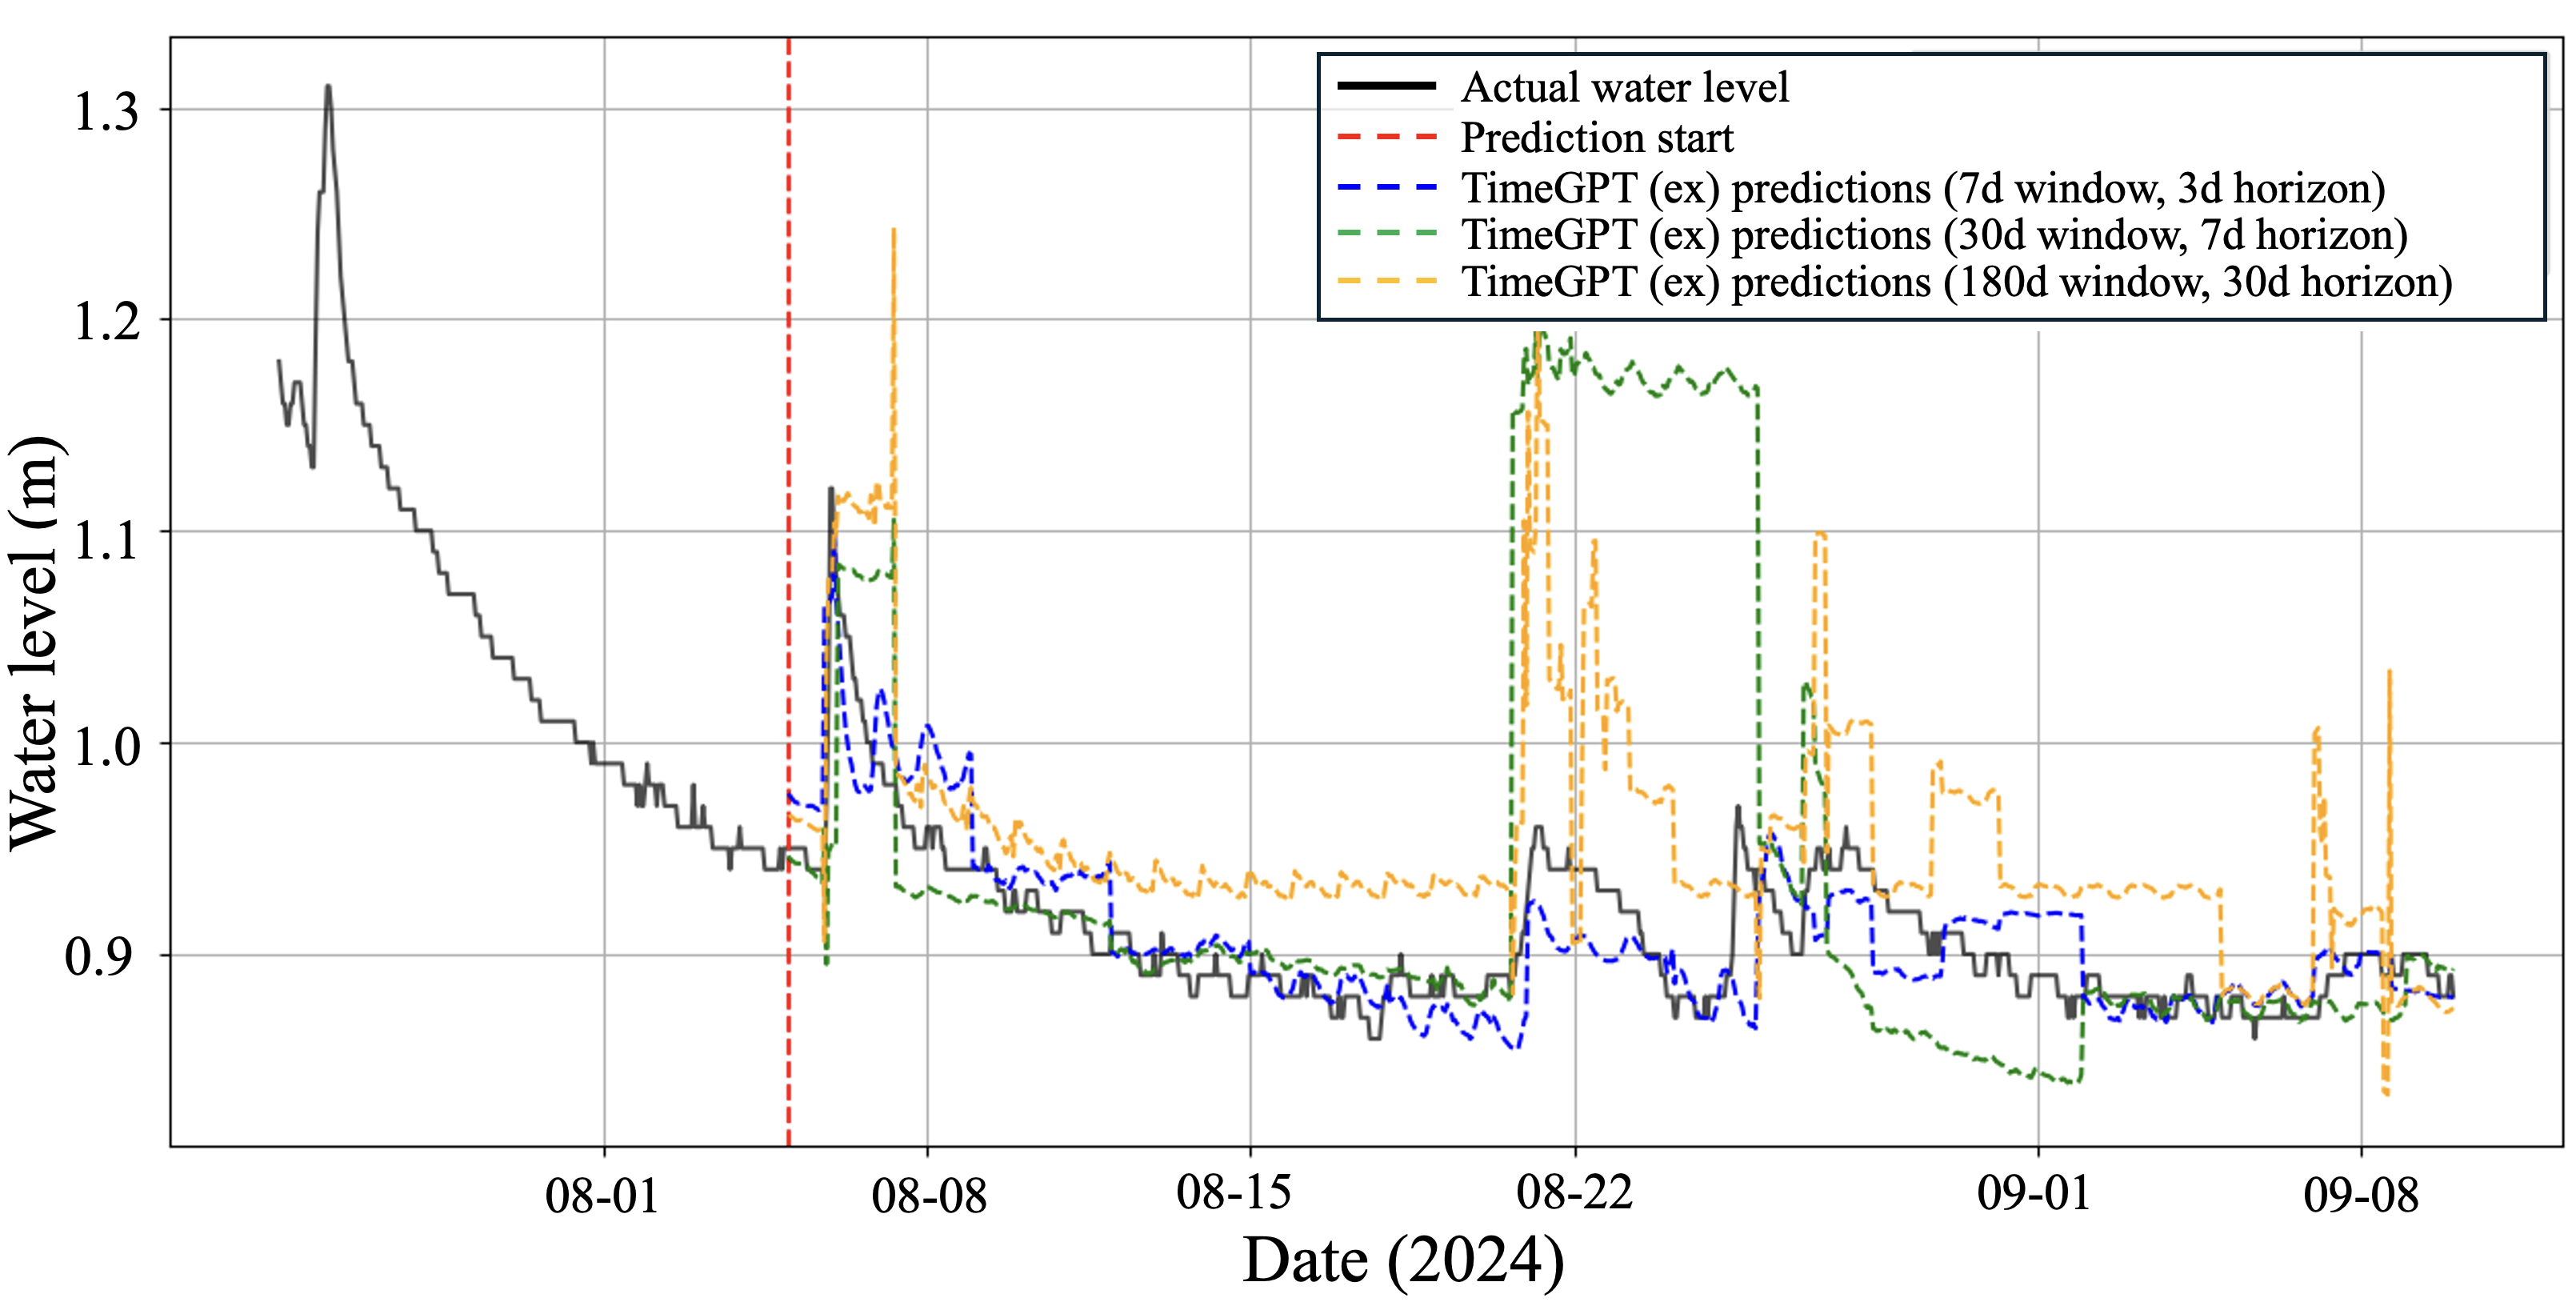 Actual water level
Prediction start
TimeGPT (ex) predictions (7d window, 3d horizon)
TimeGPT (ex) predictions (30d window, 7d horizon)
TimeGPT (ex) predictions (180d window, 30d horizon)
Water level (m)
1.3
1.2
1.1
1.0
0.9
08-01 08-08 08-15 08-22 09-01 09-08
Date (2024)